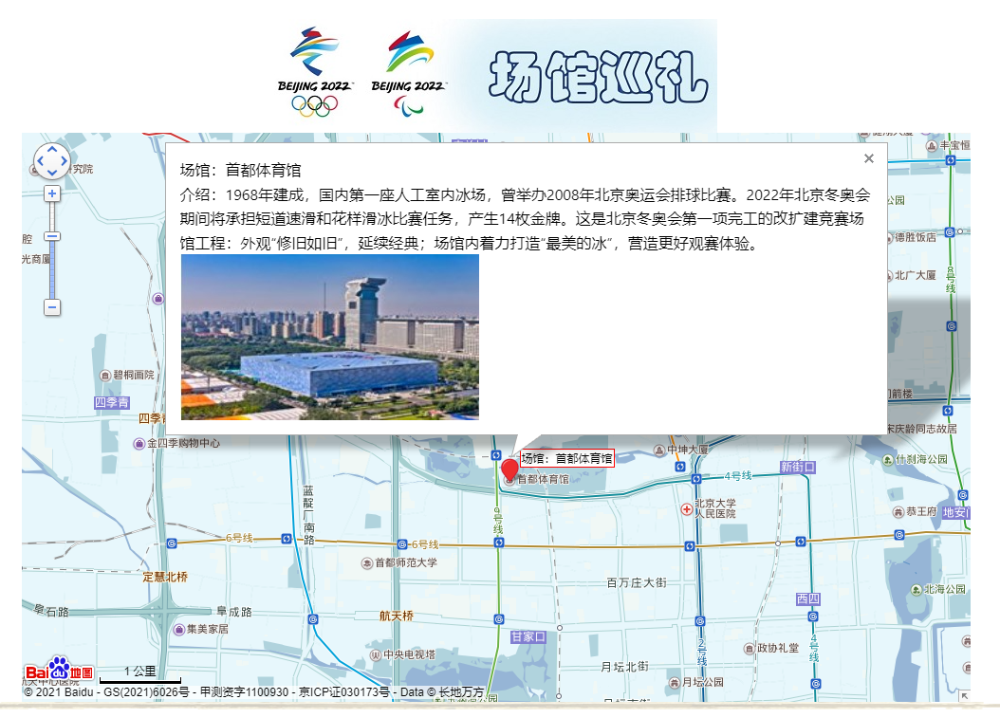 BEIJING 2022
BEIJING 2022
场馆巡礼
场馆：首都体育馆
介绍：1968年建成，国内第一座人工室内冰场，曾举办2008年北京奥运会排球比赛。2022年北京冬奥会
期间将承担短道速滑和花样滑冰比赛任务，产生14枚金牌。这是北京冬奥会第一项完工的改扩建竞赛场
馆工程：外观“修旧如旧”，延续经典；场馆内着力打造“最美的冰”，营造更好观赛体验。
丰宝恒
究院
公园
德胜饭店
光商厦
北广大厦
8号线
碧桐画院
四季青
四季青
箭楼
宋庆龄同志故居
金四季购物中心
中坤大厦
场馆：首都体育馆
首都体育馆
新街口
什刹海公园
4号线
蓝靛厂南路
9号线
北京大学
人民医院
恭王府
地安门
6号线
6号线
首都师范大学
定慧北桥
百万庄大街
北海公园
阜石路
阜成路
航天桥
西四
集美家居
甘家口
中央电视塔
2号线
4号线
政协礼堂
月坛北街
月坛公园
Bai du 地图
1 公里
© 2021 Baidu - GS(2021)6026号 - 甲测资字1100930 - 京ICP证030173号 - Data © 长地万方